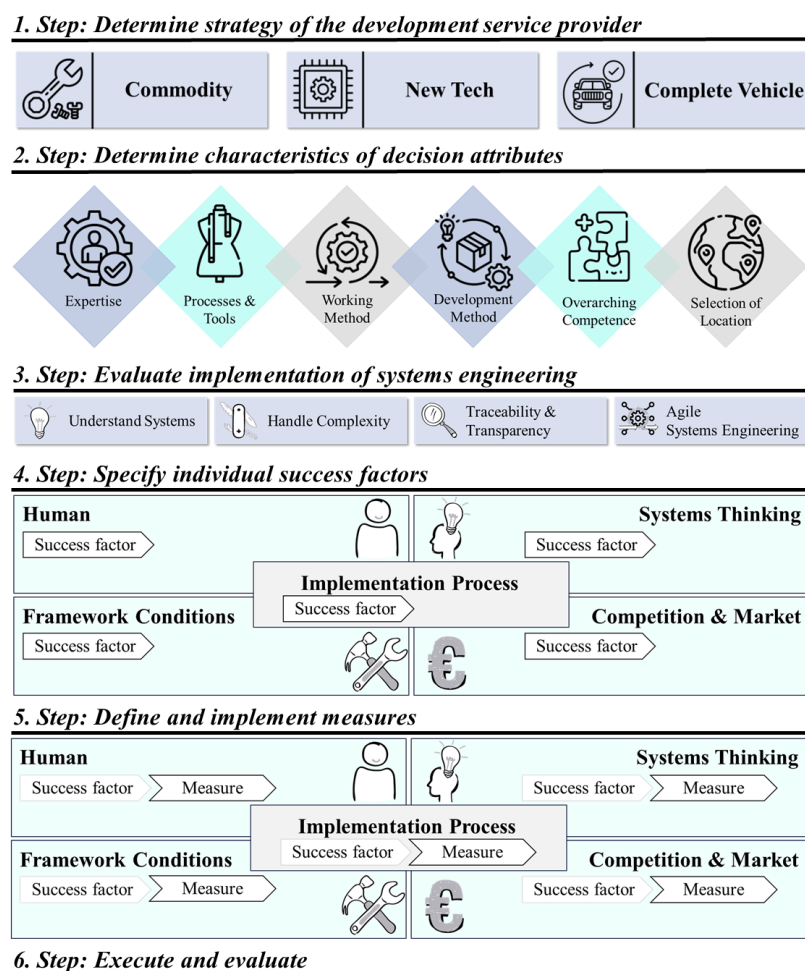 1. Step: Determine strategy of the development service provider
Commodity
New Tech
Complete Vehicle
2. Step: Determine characteristics of decision attributes
Expertise
Processes &
Tools
Working
Method
Development
Method
Overarching
Competence
Selection of
Location
3. Step: Evaluate implementation of systems engineering
Understand Systems
Handle Complexity
Traceability &
Transparency
Agile
Systems Engineering
4. Step: Specify individual success factors
Human
Success factor
Systems Thinking
Success factor
Implementation Process
Success factor
Framework Conditions
Success factor
Competition & Market
Success factor
5. Step: Define and implement measures
Human
Success factor
Measure
Systems Thinking
Success factor
Measure
Implementation Process
Success factor
Measure
Framework Conditions
Success factor
Measure
Competition & Market
Success factor
Measure
6. Step: Execute and evaluate